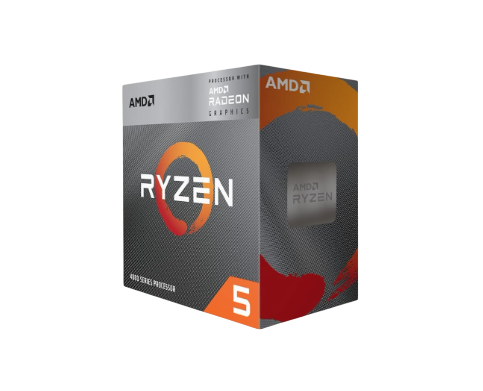 AMD
PROCESSOR WITH
AMD
RADEON
GRAPHICS
RYZEN
4000 SERIES PROCESSOR
5
AMD
AMD
RYZEN